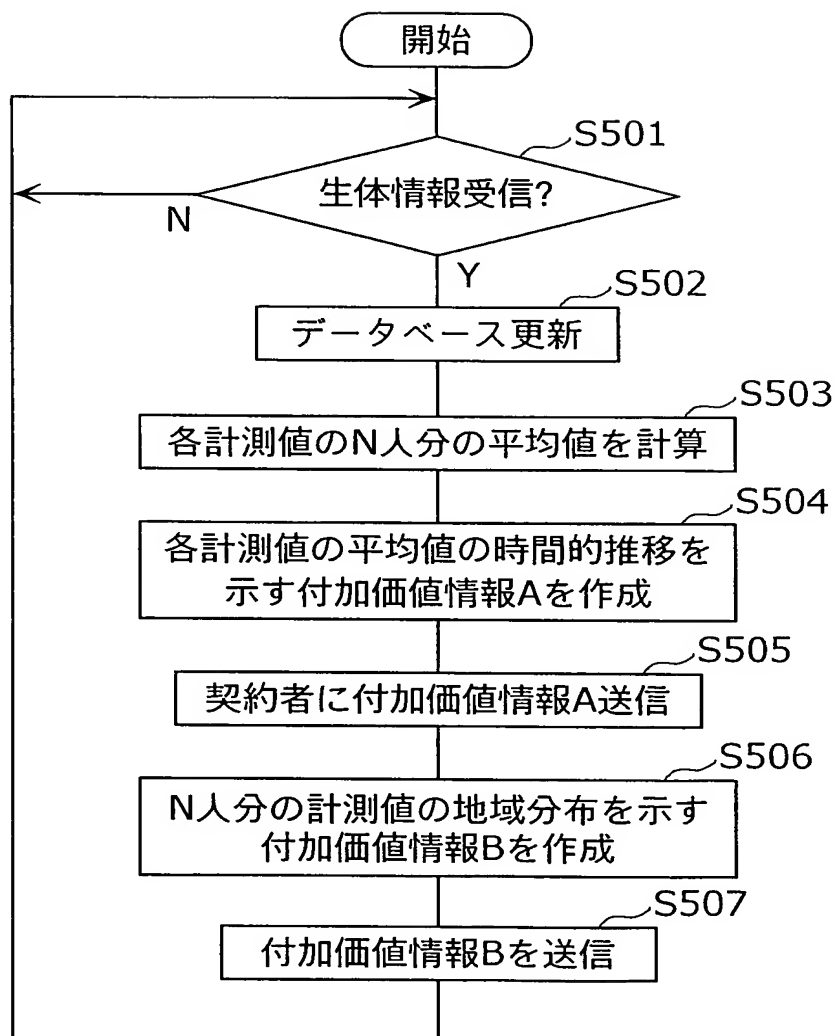 開始
S501
生体情報受信?
N
Y
S502
データベース更新
S503
各計測値のN人分の平均値を計算
S504
各計測値の平均値の時間的推移を
示す付加価値情報Aを作成
S505
契約者に付加価値情報A送信
S506
N人分の計測値の地域分布を示す
付加価値情報Bを作成
S507
付加価値情報Bを送信